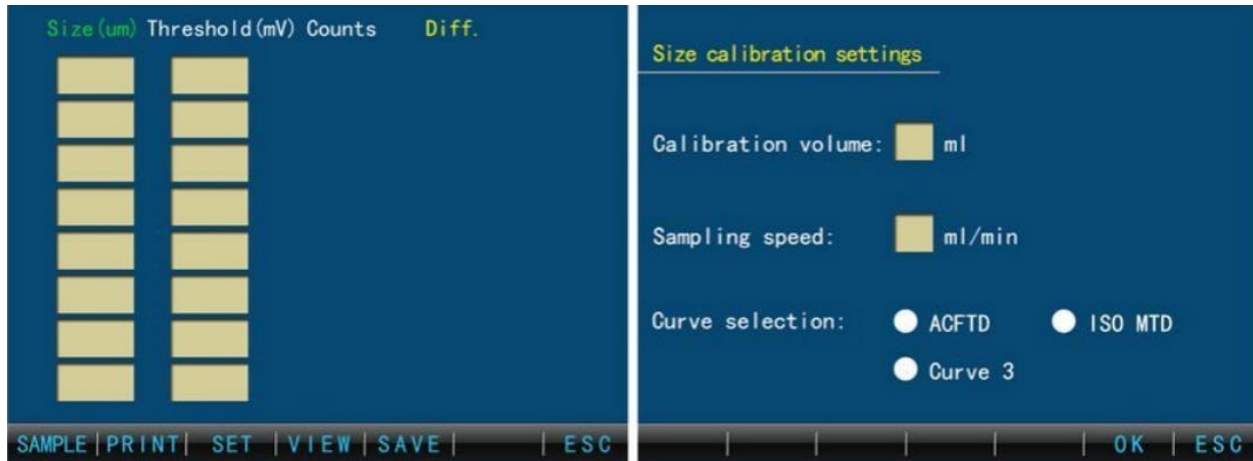 Size(um) Threshold(mV) Counts Diff.
SAMPLE|PRINT| SET |VIEW|SAVE| | ESC
Size calibration settings
Calibration volume: ml
Sampling speed: ml/min
Curve selection: ACFTD ISO MTD
Curve 3
| | | | | OK | ESC